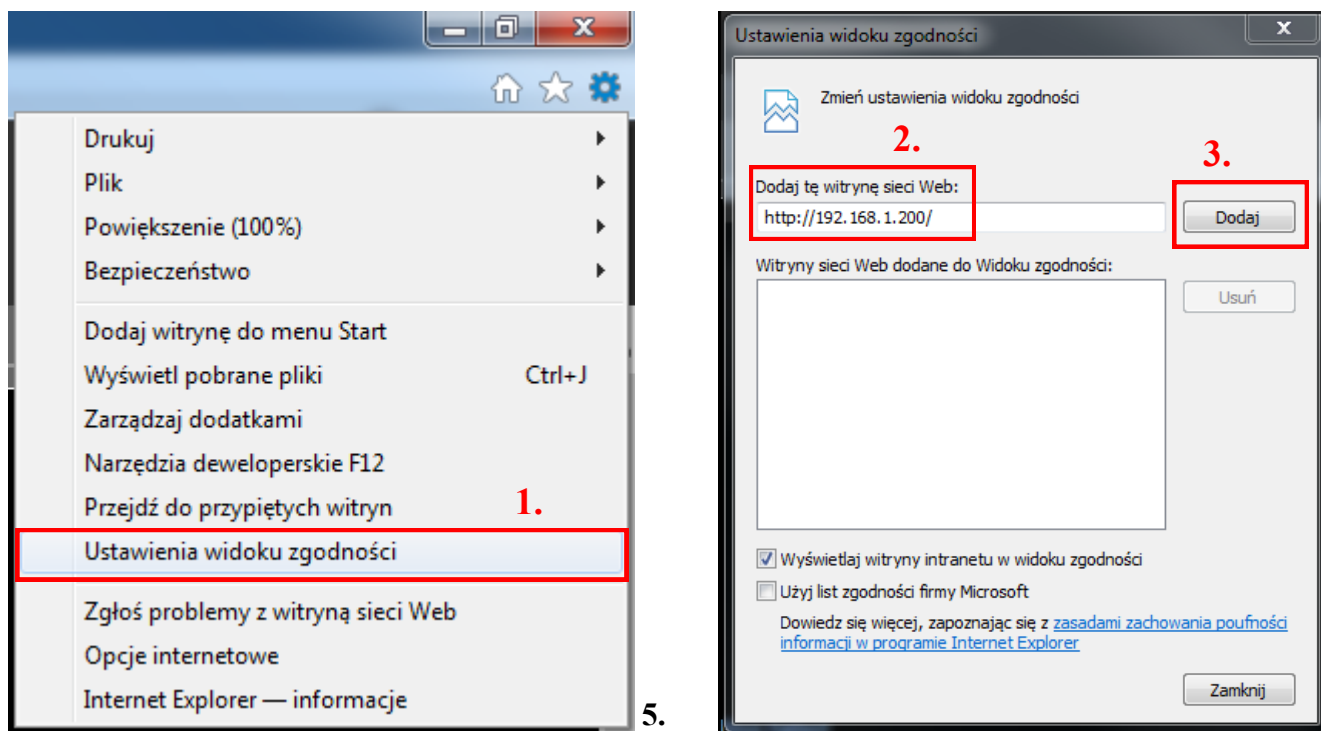 Drukuj
Plik
Powiększenie (100%)
Bezpieczeństwo
Dodaj witrynę do menu Start
Wyświetl pobrane pliki Ctrl+J
Zarządzaj dodatkami
Narzędzia deweloperskie F12
Przejdź do przypiętych witryn
1.
Ustawienia widoku zgodności
Zgłoś problemy z witryną sieci Web
Opcje internetowe
Internet Explorer — informacje
5.
Ustawienia widoku zgodności
x
Zmień ustawienia widoku zgodności
2.
3.
Dodaj tę witrynę sieci Web:
http://192.168.1.200/
Dodaj
Witryny sieci Web dodane do Widoku zgodności:
Usuń
Wyświetlaj witryny intranetu w widoku zgodności
Użyj list zgodności firmy Microsoft
Dowiedz się więcej, zapoznając się z zasadami zachowania poufności
informacji w programie Internet Explorer
Zamknij